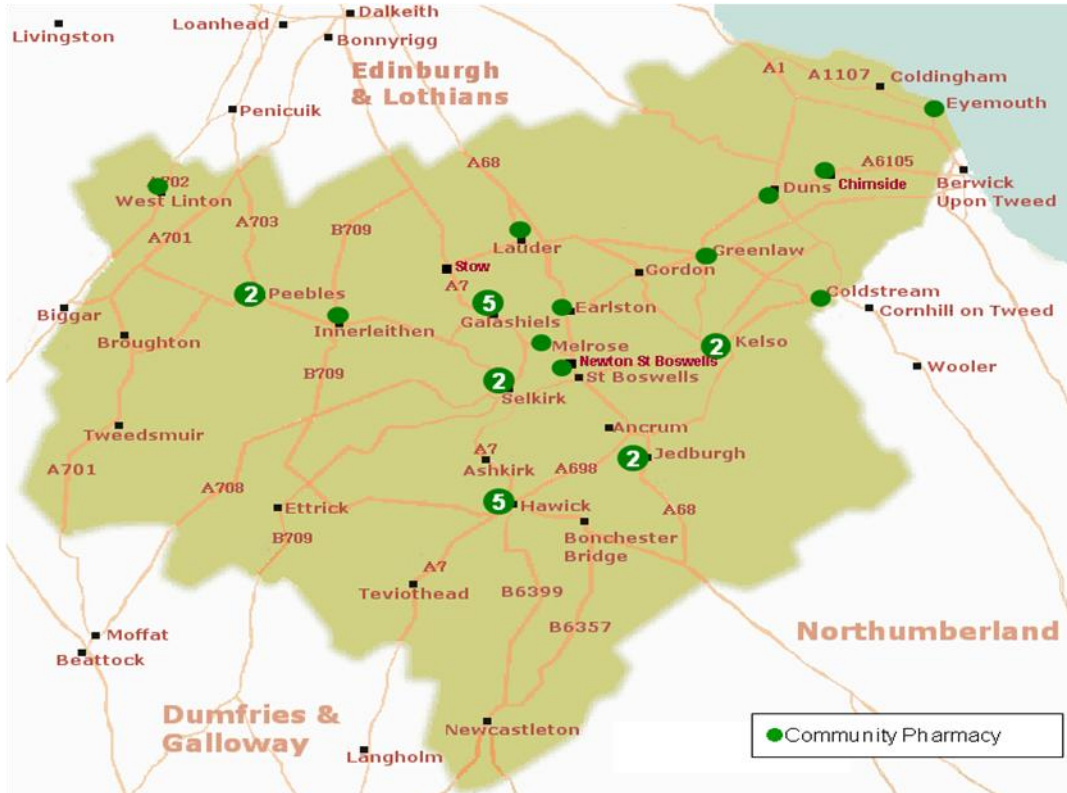 Dalkeith
Loanhead
Livingston
Bonnyrigg
Edinburgh
& Lothians
A1
A1107
Coldingham
Eyemouth
Penicuik
A68
A6105
A702
West Linton
Duns
Chirnside
Berwick
Upon Tweed
A703
B709
A701
Lauder
Greenlaw
Stow
Gordon
A7
2
Peebles
5
Coldstream
Biggar
Innerleithen
Galashiels
Earlston
Cornhill on Tweed
Broughton
Melrose
2
Kelso
Newton St Boswells
Wooler
B709
2
St Boswells
Selkirk
Tweedsmuir
Ancrum
A7
A701
Ashkirk
A698
2
Jedburgh
A708
5
Hawick
A68
Ettrick
B709
Bonchester
Bridge
A7
Teviothead
B6399
B6357
Moffat
Northumberland
Beattock
Dumfries &
Galloway
Newcastleton
Langholm
Community Pharmacy